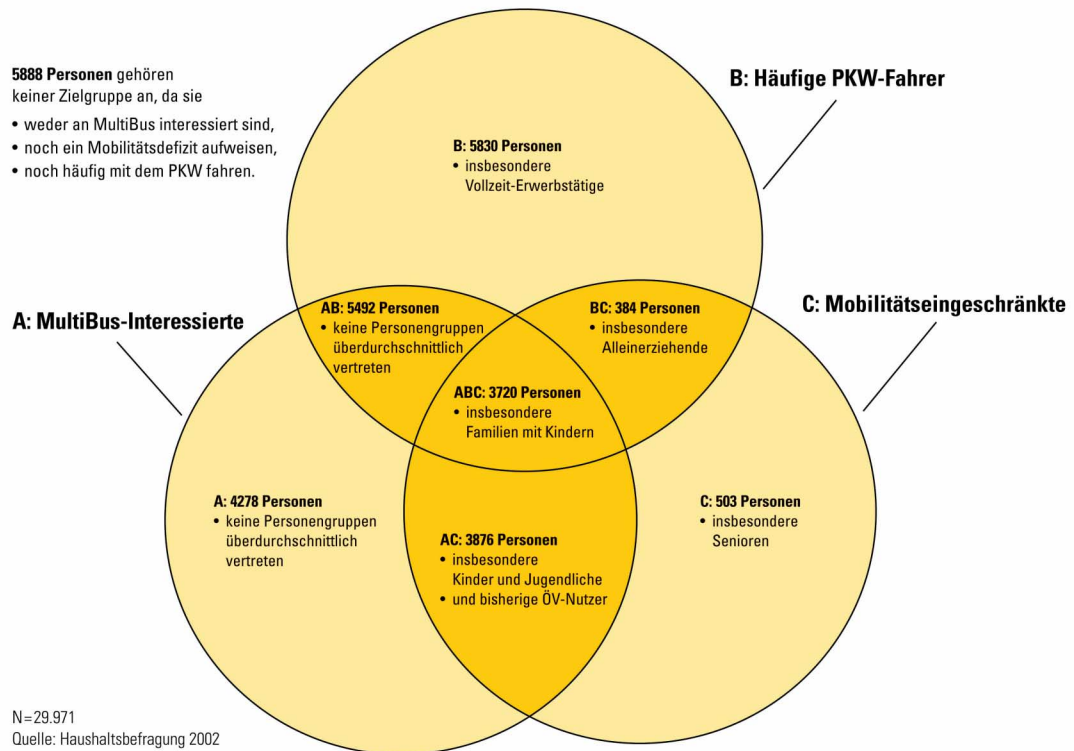 5888 Personen gehören
keiner Zielgruppe an, da sie
• weder an MultiBus interessiert sind,
• noch ein Mobilitätsdefizit aufweisen,
• noch häufig mit dem PKW fahren.
B: Häufige PKW-Fahrer
B: 5830 Personen
• insbesondere
Vollzeit-Erwerbstätige
A: MultiBus-Interessierte
AB: 5492 Personen
• keine Personengruppen
überdurchschnittlich
vertreten
BC: 384 Personen
• insbesondere
Alleinerziehende
C: Mobilitätseingeschränkte
ABC: 3720 Personen
• insbesondere
Familien mit Kindern
A: 4278 Personen
• keine Personengruppen
überdurchschnittlich
vertreten
AC: 3876 Personen
• insbesondere
Kinder und Jugendliche
• und bisherige ÖV-Nutzer
C: 503 Personen
• insbesondere
Senioren
N=29.971
Quelle: Haushaltsbefragung 2002